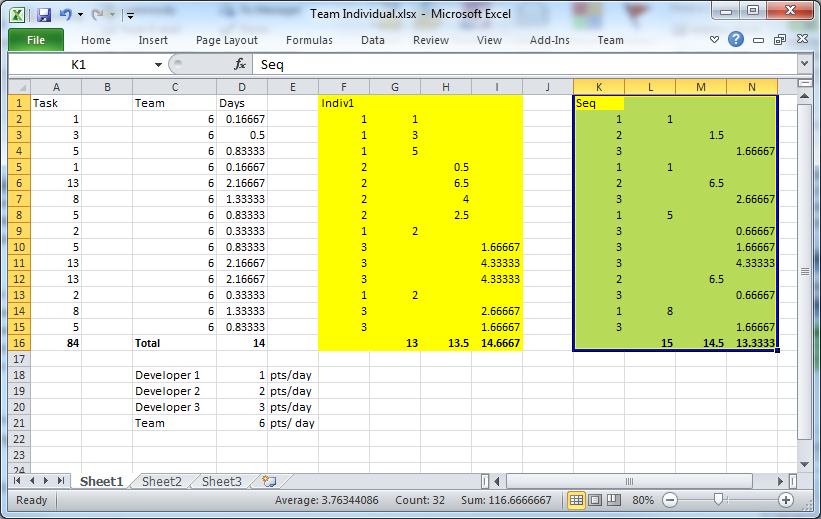 Team Individual.xlsx - Microsoft Excel
File Home Insert Page Layout Formulas Data Review View Add-Ins Team
K1 fx Seq
A B C D E F G H I J K L M N
1 Task Team Days Indiv1 Seq
2 1 6 0.16667 1 1 1 1
3 3 6 0.5 1 3 2 1.5
4 5 6 0.83333 1 5 3 1.66667
5 1 6 0.16667 2 0.5 1 1
6 13 6 2.16667 2 6.5 2 6.5
7 8 6 1.33333 2 4 3 2.66667
8 5 6 0.83333 2 2.5 1 5
9 2 6 0.33333 1 2 3 0.66667
10 5 6 0.83333 3 1.66667 3 1.66667
11 13 6 2.16667 3 4.33333 3 4.33333
12 13 6 2.16667 3 4.33333 2 6.5
13 2 6 0.33333 1 2 3 0.66667
14 8 6 1.33333 3 2.66667 1 8
15 5 6 0.83333 3 1.66667 3 1.66667
16 84 Total 14 13 13.5 14.6667 15 14.5 13.3333
17
18 Developer 1 1 pts/day
19 Developer 2 2 pts/day
20 Developer 3 3 pts/day
21 Team 6 pts/ day
22
23
24
Sheet1 Sheet2 Sheet3
Ready Average: 3.76344086 Count: 32 Sum: 116.6666667 80%